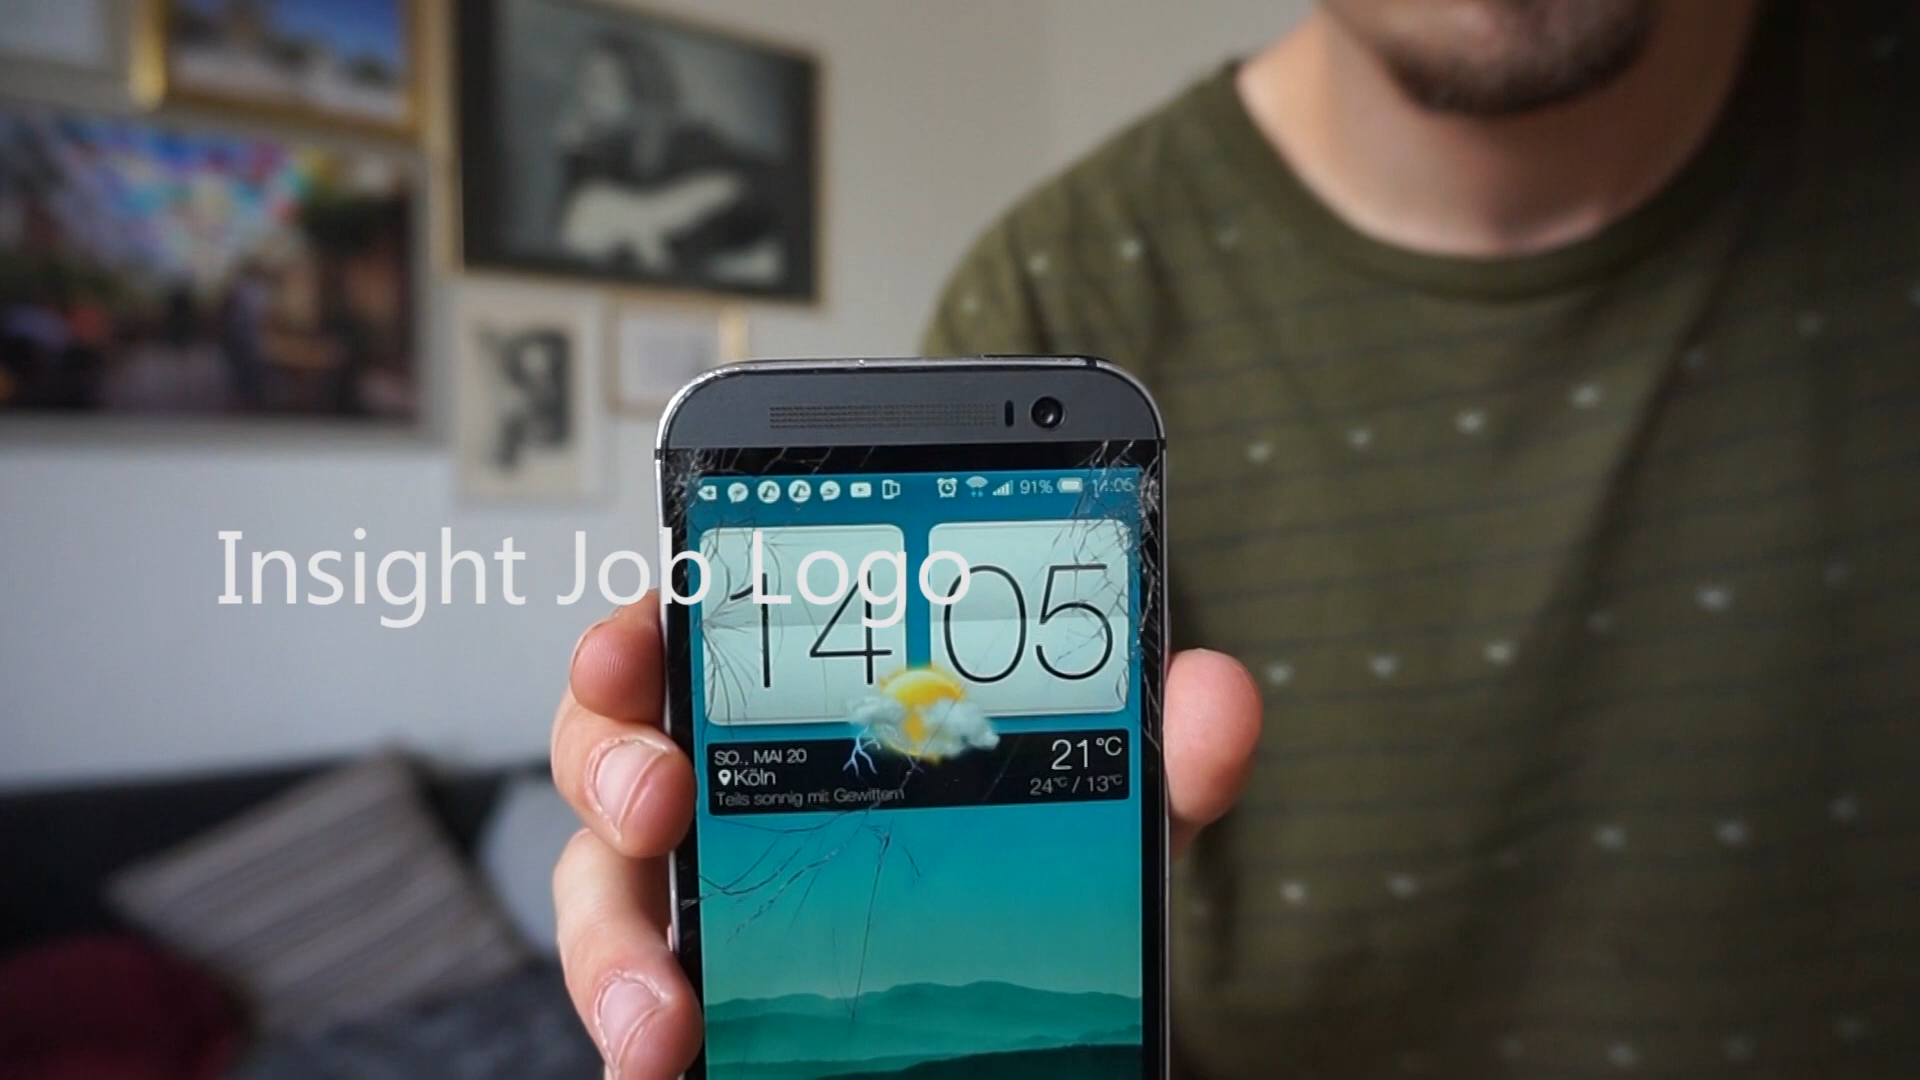 91% 14:05
Insight Job Logo
14 05
SO., MAI 20
Köln
Teils sonnig mit Gewittern
21°C
24°C / 13°C